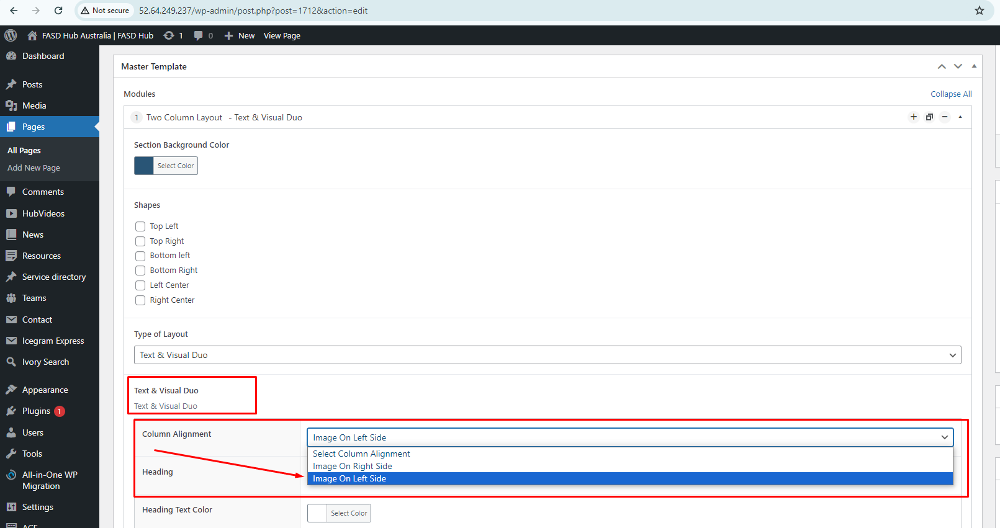 Not secure 52.64.249.237/wp-admin/post.php?post=1712&action=edit
FASD Hub Australia | FASD Hub 1 0 New View Page
Dashboard
Posts
Media
Pages
All Pages
Add New Page
Comments
HubVideos
News
Resources
Service directory
Teams
Contact
Icegram Express
Ivory Search
Appearance
Plugins 1
Users
Tools
All-in-One WP
Migration
Settings
ACF
Master Template
Modules Collapse All
1 Two Column Layout - Text & Visual Duo
Section Background Color
Select Color
Shapes
Top Left
Top Right
Bottom left
Bottom Right
Left Center
Right Center
Type of Layout
Text & Visual Duo
Text & Visual Duo
Text & Visual Duo
Column Alignment
Image On Left Side
Select Column Alignment
Image On Right Side
Image On Left Side
Heading
Heading Text Color
Select Color